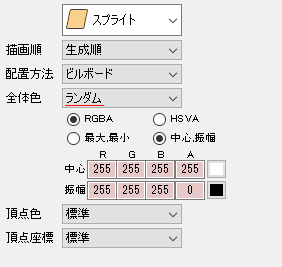 スプライト
描画順 生成順
配置方法 ビルボード
全体色 ランダム
RGBA HSVA
最大,最小 中心,振幅
R G B A
中心 255 255 255 255
振幅 255 255 255 0
頂点色 標準
頂点座標 標準